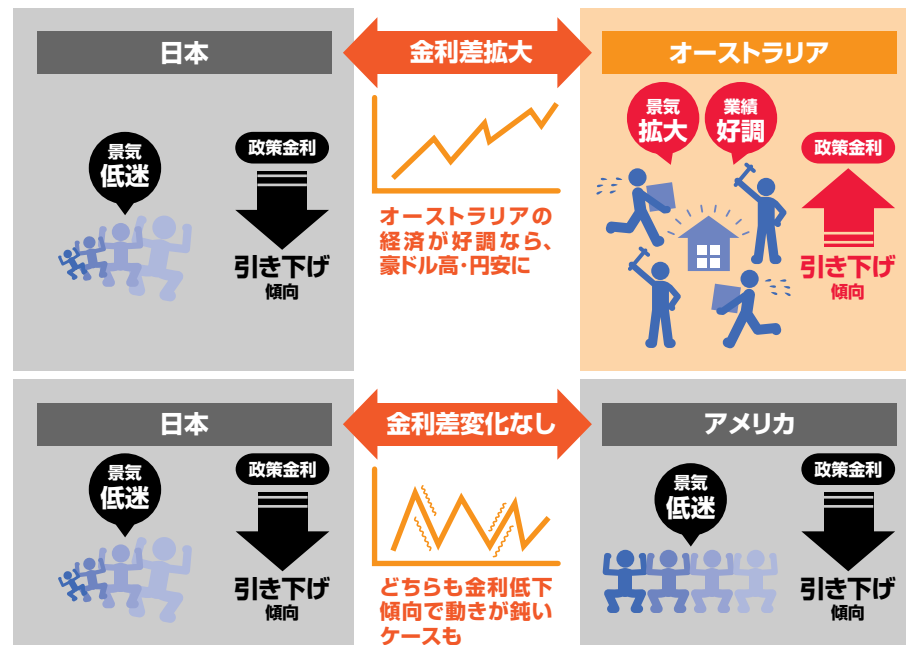 日本
金利差拡大
オーストラリア
景気
低迷
政策金利
引き下げ
傾向
オーストラリアの
経済が好調なら、
豪ドル高・円安に
景気
拡大
業績
好調
政策金利
引き下げ
傾向
日本
金利差変化なし
アメリカ
景気
低迷
政策金利
引き下げ
傾向
どちらも金利低下
傾向で動きが鈍い
ケースも
景気
低迷
政策金利
引き下げ
傾向